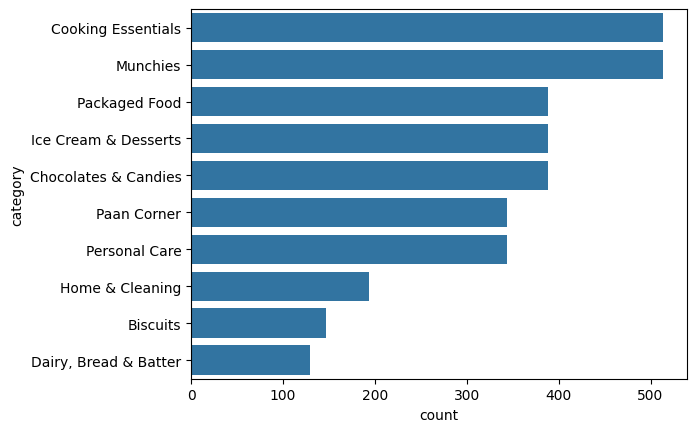 Cooking Essentials
Munchies
Packaged Food
Ice Cream & Desserts
Chocolates & Candies
Paan Corner
Personal Care
Home & Cleaning
Biscuits
Dairy, Bread & Batter
category
0 100 200 300 400 500
count